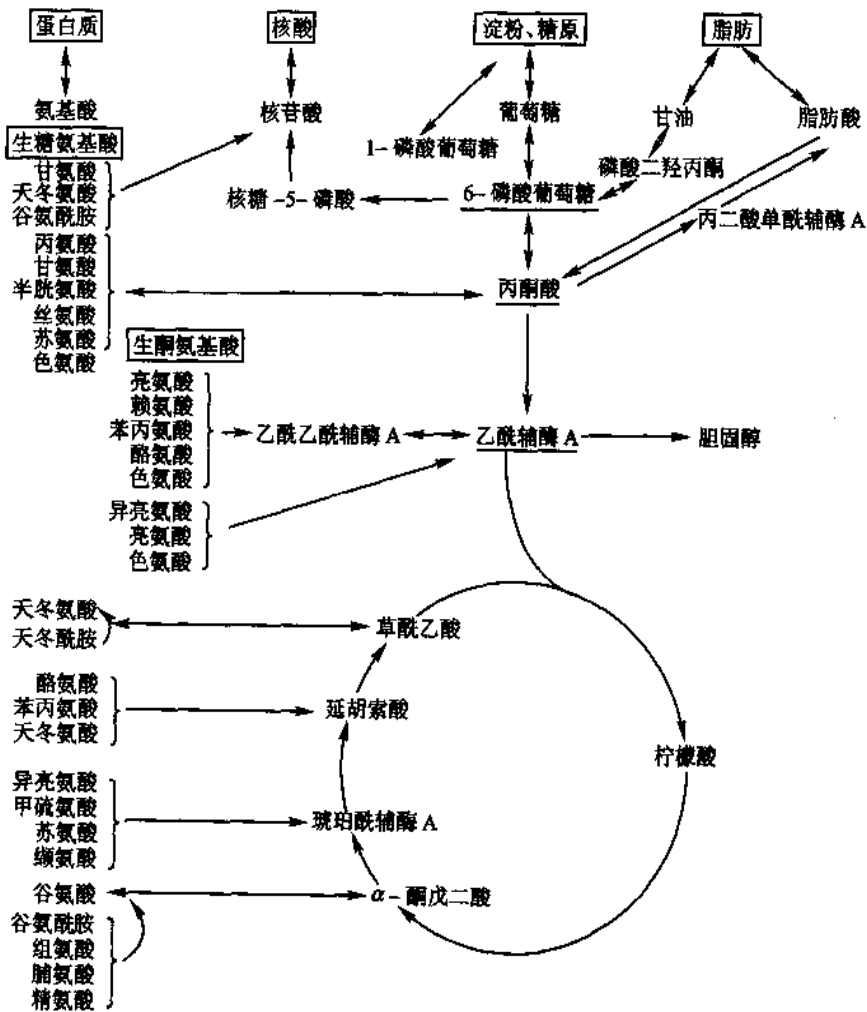 蛋白质
核酸
淀粉、糖原
脂肪
氨基酸
核苷酸
葡萄糖
甘油
脂肪酸
生糖氨基酸
1-磷酸葡萄糖
甘氨酸
磷酸二羟丙酮
天冬氨酸
核糖-5-磷酸
6-磷酸葡萄糖
谷氨酰胺
丙二酸单酰辅酶A
丙氨酸
甘氨酸
半胱氨酸
丙酮酸
丝氨酸
苏氨酸
色氨酸
生酮氨基酸
亮氨酸
赖氨酸
苯丙氨酸
乙酰乙酰辅酶A
乙酰辅酶A
胆固醇
酪氨酸
色氨酸
异亮氨酸
亮氨酸
色氨酸
天冬氨酸
天冬酰胺
草酰乙酸
酪氨酸
苯丙氨酸
延胡索酸
天冬氨酸
柠檬酸
异亮氨酸
甲硫氨酸
琥珀酰辅酶A
苏氨酸
缬氨酸
谷氨酸
α-酮戊二酸
谷氨酰胺
组氨酸
脯氨酸
精氨酸